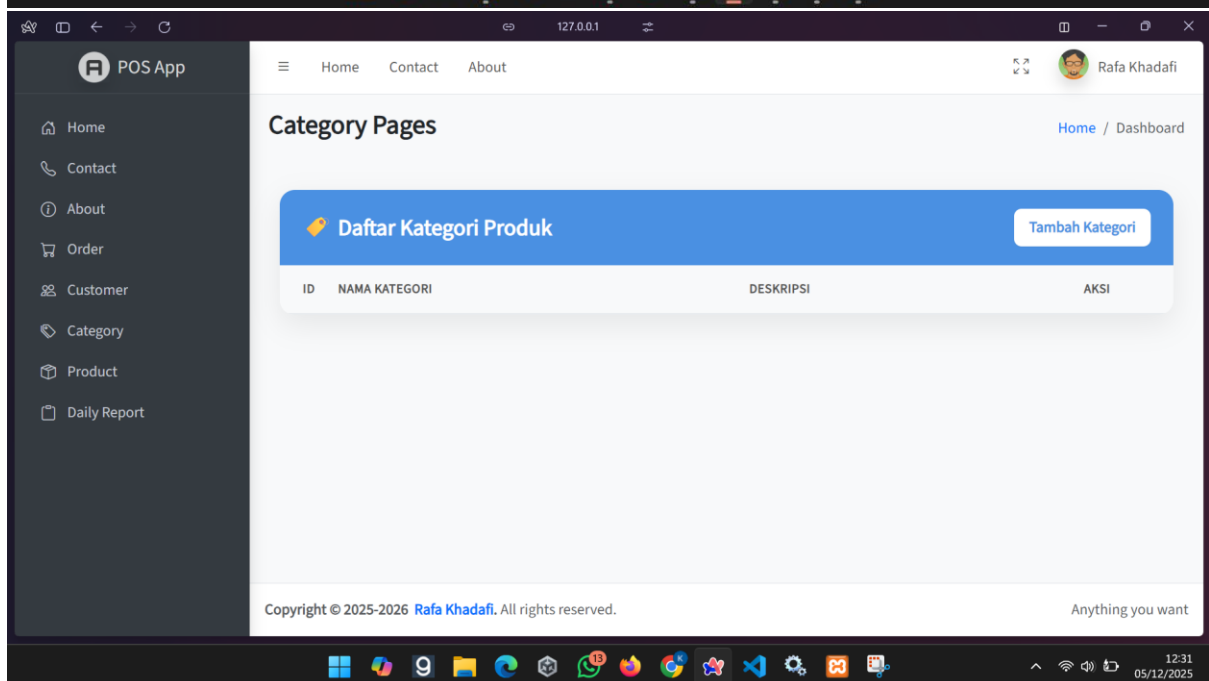 127.0.0.1
POS App
Home Contact About
Rafa Khadafi
Home
Contact
About
Order
Customer
Category
Product
Daily Report
Category Pages
Home / Dashboard
Daftar Kategori Produk
Tambah Kategori
ID NAMA KATEGORI DESKRIPSI AKSI
Copyright © 2025-2026 Rafa Khadafi. All rights reserved.
Anything you want
13
12:31
05/12/2025